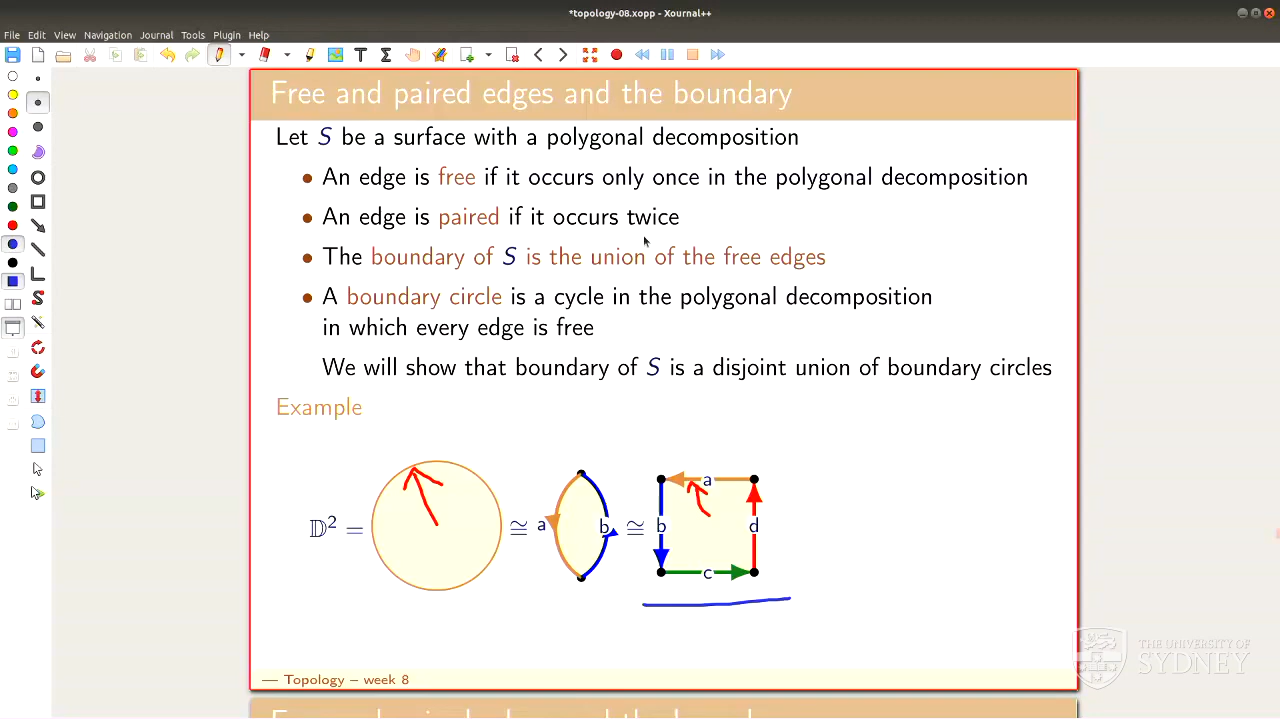 *topology-08.xopp - Xournal++
File Edit View Navigation Journal Tools Plugin Help
Free and paired edges and the boundary
Let S be a surface with a polygonal decomposition
• An edge is free if it occurs only once in the polygonal decomposition
• An edge is paired if it occurs twice
• The boundary of S is the union of the free edges
• A boundary circle is a cycle in the polygonal decomposition
in which every edge is free
We will show that boundary of S is a disjoint union of boundary circles
Example
𝔻² = ≅ a b ≅ a b c d
THE UNIVERSITY OF
SYDNEY
— Topology – week 8